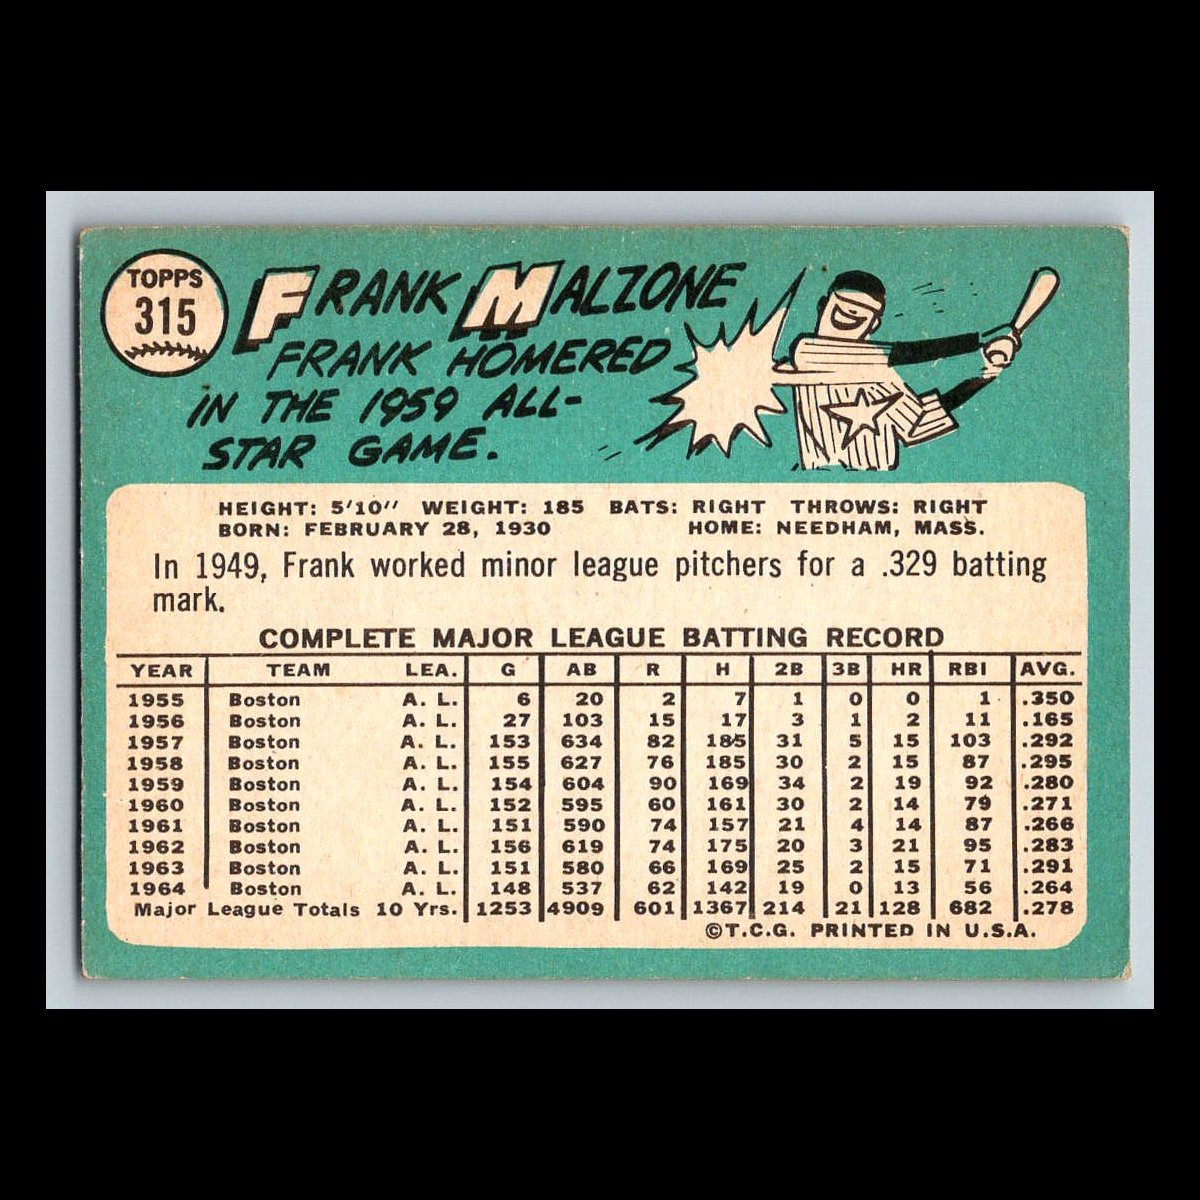 TOPPS
315
FRANK MALZONE
FRANK HOMERED
IN THE 1959 ALL-
STAR GAME.
HEIGHT: 5'10" WEIGHT: 185 BATS: RIGHT THROWS: RIGHT
BORN: FEBRUARY 28, 1930 HOME: NEEDHAM, MASS.
In 1949, Frank worked minor league pitchers for a .329 batting
mark.
COMPLETE MAJOR LEAGUE BATTING RECORD
YEAR TEAM LEA. G AB R H 2B 3B HR RBI AVG.
1955 Boston A. L. 6 20 2 7 1 0 0 1 .350
1956 Boston A. L. 27 103 15 17 3 1 2 11 .165
1957 Boston A. L. 153 634 82 185 31 5 15 103 .292
1958 Boston A. L. 155 627 76 185 30 2 15 87 .295
1959 Boston A. L. 154 604 90 169 34 2 19 92 .280
1960 Boston A. L. 152 595 60 161 30 2 14 79 .271
1961 Boston A. L. 151 590 74 157 21 4 14 87 .266
1962 Boston A. L. 156 619 74 175 20 3 21 95 .283
1963 Boston A. L. 151 580 66 169 25 2 15 71 .291
1964 Boston A. L. 148 537 62 142 19 0 13 56 .264
Major League Totals 10 Yrs. 1253 4909 601 1367 214 21 128 682 .278
©T.C.G. PRINTED IN U.S.A.